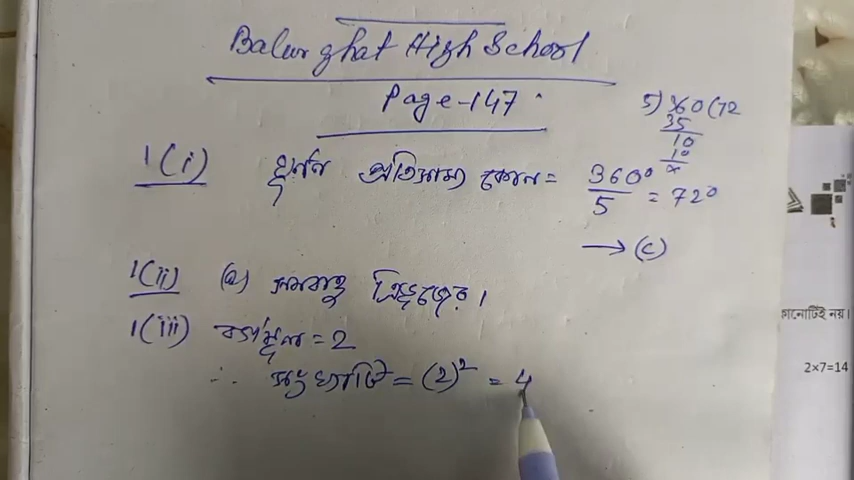 Balurghat High School
Page-147
5)360(72
35
10
10
x
1(i) ঘূর্ণন প্রতিসাম্য কোন = 360°/5 = 72°
→ (c)
1(ii) (a) সমবাহু ত্রিভুজের।
1(iii) বর্গমূল = 2
∴ সংখ্যাটি = (2)² = 4
কোনোটিই নয়।
2×7=14